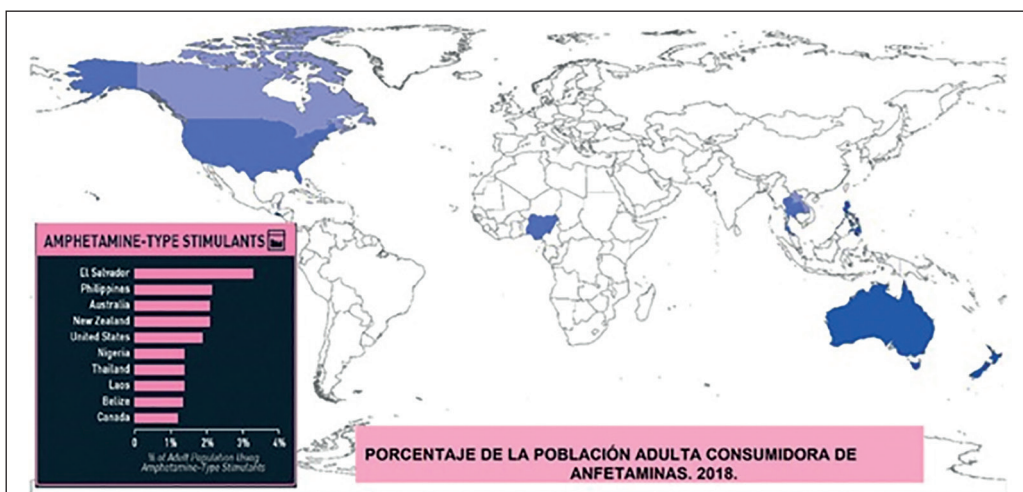 AMPHETAMINE-TYPE STIMULANTS
El Salvador
Philippines
Australia
New Zealand
United States
Nigeria
Thailand
Laos
Belize
Canada
0 1% 2% 3% 4%
% of Adult Population Using
Amphetamine-Type Stimulants
PORCENTAJE DE LA POBLACIÓN ADULTA CONSUMIDORA DE
ANFETAMINAS. 2018.